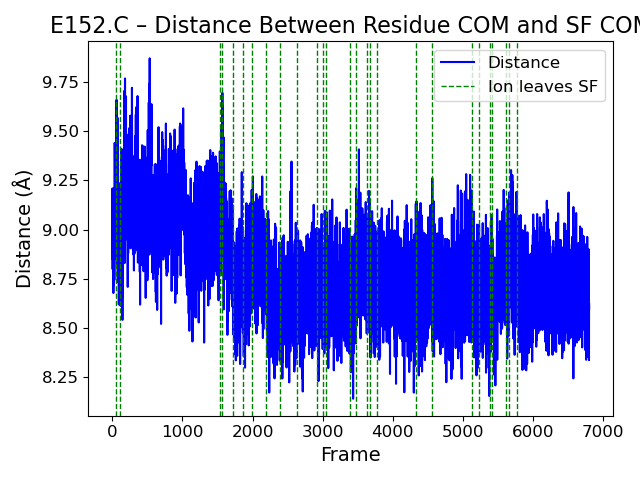 E152.C – Distance Between Residue COM and SF COM
Distance
Ion leaves SF
Distance (Å)
9.75
9.50
9.25
9.00
8.75
8.50
8.25
0 1000 2000 3000 4000 5000 6000 7000
Frame